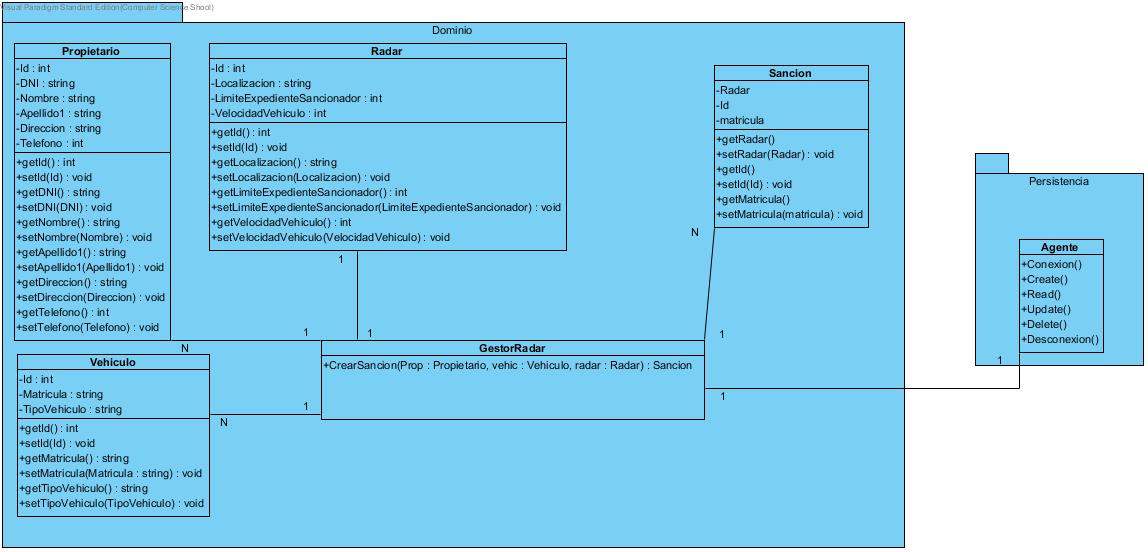 Visual Paradigm Standard Edition(Computer Science Shool)
Dominio
Propietario
-Id : int
-DNI : string
-Nombre : string
-Apellido1 : string
-Direccion : string
-Telefono : int
+getId() : int
+setId(Id) : void
+getDNI() : string
+setDNI(DNI) : void
+getNombre() : string
+setNombre(Nombre) : void
+getApellido1() : string
+setApellido1(Apellido1) : void
+getDireccion() : string
+setDireccion(Direccion) : void
+getTelefono() : int
+setTelefono(Telefono) : void
Radar
-Id : int
-Localizacion : string
-LimiteExpedienteSancionador : int
-VelocidadVehiculo : int
+getId() : int
+setId(Id) : void
+getLocalizacion() : string
+setLocalizacion(Localizacion) : void
+getLimiteExpedienteSancionador() : int
+setLimiteExpedienteSancionador(LimiteExpedienteSancionador) : void
+getVelocidadVehiculo() : int
+setVelocidadVehiculo(VelocidadVehiculo) : void
Sancion
-Radar
-Id
-matricula
+getRadar()
+setRadar(Radar) : void
+getId()
+setId(Id) : void
+getMatricula()
+setMatricula(matricula) : void
Persistencia
Agente
+Conexion()
+Create()
+Read()
+Update()
+Delete()
+Desconexion()
N
1
1
1
1
N
GestorRadar
+CrearSancion(Prop : Propietario, vehic : Vehiculo, radar : Radar) : Sancion
1
1
Vehiculo
-Id : int
-Matricula : string
-TipoVehiculo : string
+getId() : int
+setId(Id) : void
+getMatricula() : string
+setMatricula(Matricula : string) : void
+getTipoVehiculo() : string
+setTipoVehiculo(TipoVehiculo) : void
1
N